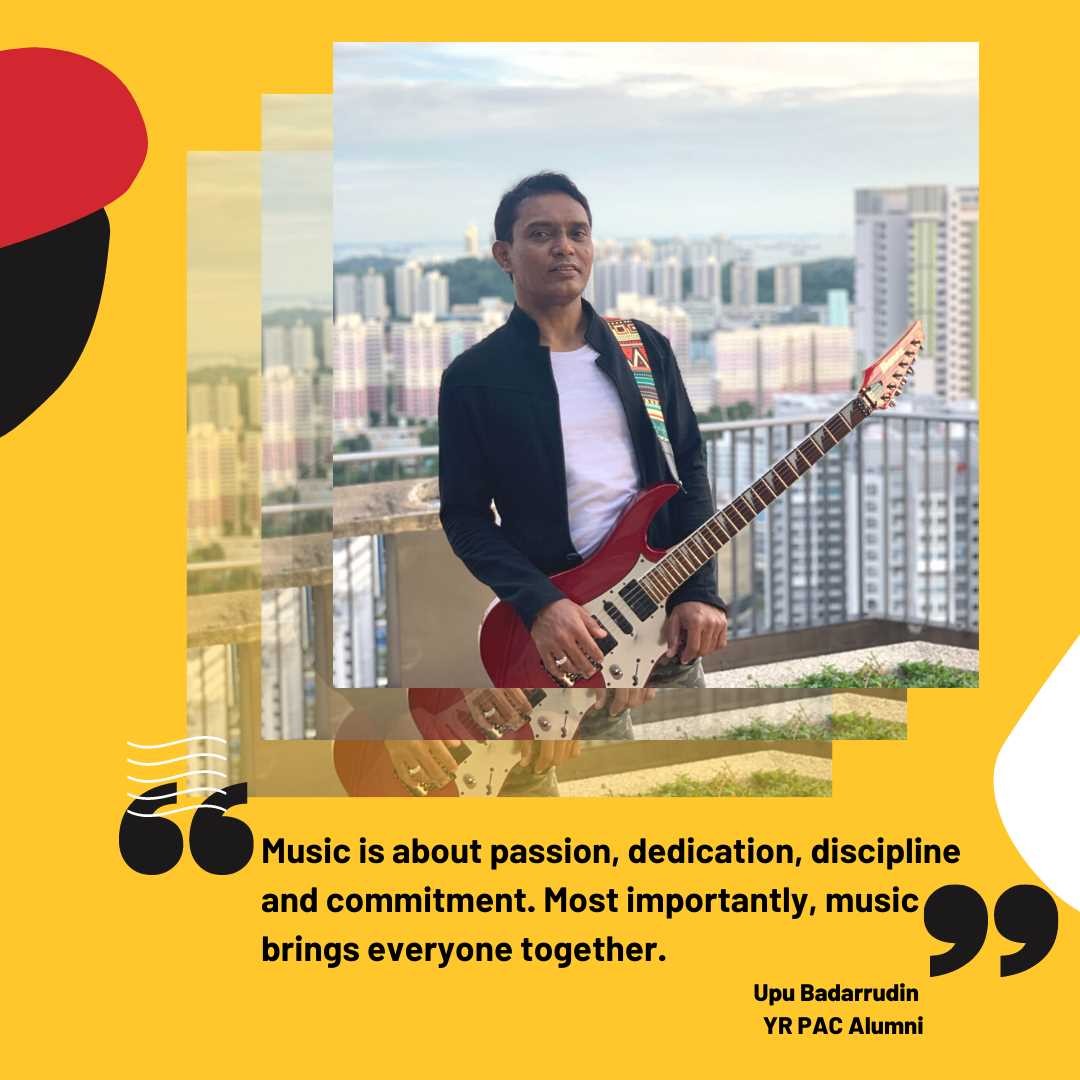 Music is about passion, dedication, discipline
and commitment. Most importantly, music
brings everyone together.
Upu Badarrudin
YR PAC Alumni